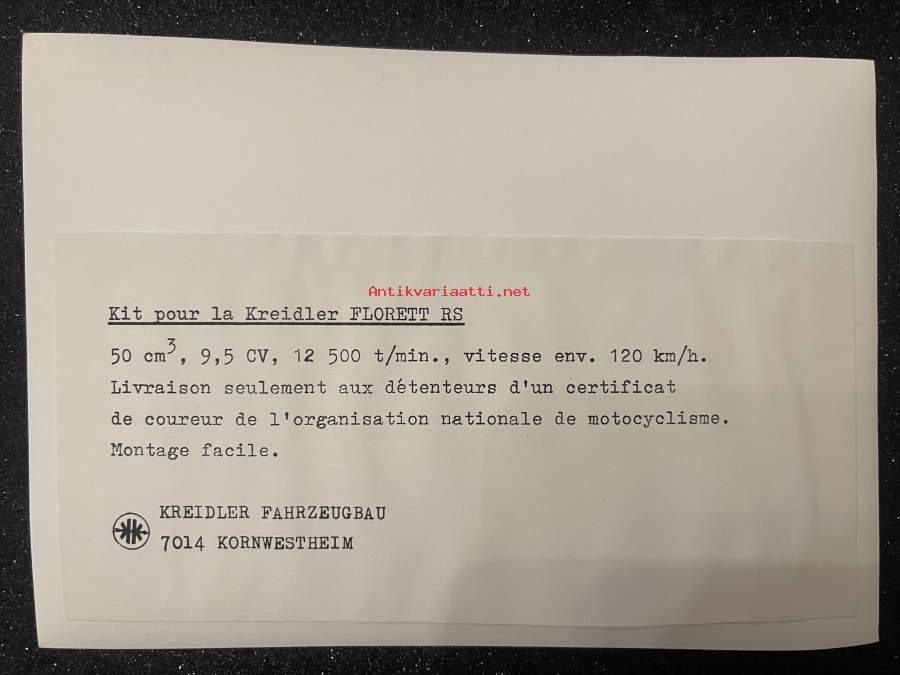 Antikvariaatti.net
Kit pour la Kreidler FLORETT RS
50 cm³, 9,5 CV, 12 500 t/min., vitesse env. 120 km/h.
Livraison seulement aux détenteurs d'un certificat
de coureur de l'organisation nationale de motocyclisme.
Montage facile.
KREIDLER FAHRZEUGBAU
7014 KORNWESTHEIM